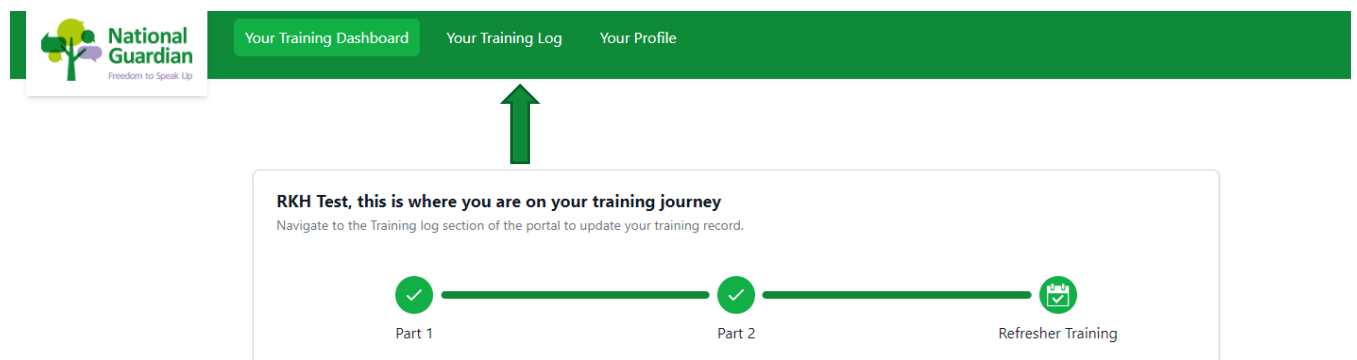 National
Guardian
Freedom to Speak Up
Your Training Dashboard
Your Training Log
Your Profile
RKH Test, this is where you are on your training journey
Navigate to the Training log section of the portal to update your training record.
Part 1
Part 2
Refresher Training